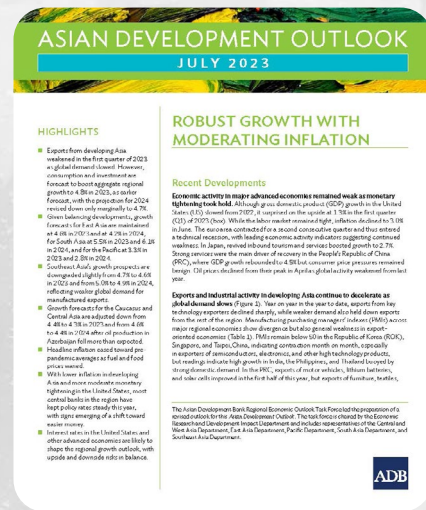 ASIAN DEVELOPMENT OUTLOOK
JULY 2023
HIGHLIGHTS
Exports from developing Asia
weakened in the first quarter of 2023
as global demand slowed. However,
consumption and investment are
forecast to boost aggregate regional
growth to 4.8% in 2023, as earlier
forecast, with the projection for 2024
revised down only marginally to 4.7%.
Given balancing developments, growth
forecasts for East Asia are maintained
at 4.6% in 2023 and at 4.2% in 2024,
for South Asia at 5.5% in 2023 and 6.1%
in 2024, and for the Pacific at 3.3% in
2023 and 2.8% in 2024.
Southeast Asia's growth prospects are
downgraded slightly from 4.7% to 4.6%
in 2023 and from 5.0% to 4.9% in 2024,
reflecting weaker global demand for
manufactured exports.
Growth forecasts for the Caucasus and
Central Asia are adjusted down from
4.4% to 4.3% in 2023 and from 4.6%
to 4.4% in 2024 after oil production in
Azerbaijan fell more than expected.
Headline inflation eased toward pre-
pandemic averages as fuel and food
prices waned.
With lower inflation in developing
Asia and more moderate monetary
tightening in the United States, most
central banks in the region have
kept policy rates steady this year,
with signs emerging of a shift toward
easier money.
Interest rates in the United States and
other advanced economies are likely to
shape the regional growth outlook, with
upside and downside risks in balance.
ROBUST GROWTH WITH
MODERATING INFLATION
Recent Developments
Economic activity in major advanced economies remained weak as monetary
tightening took hold. Although gross domestic product (GDP) growth in the United
States (US) slowed from 2022, it surprised on the upside at 1.3% in the first quarter
(Q1) of 2023 (box). While the labor market remained tight, inflation declined to 3.0%
in June. The euro area contracted for a second consecutive quarter and thus entered
a technical recession, with leading economic activity indicators suggesting continued
weakness. In Japan, revived inbound tourism and services boosted growth to 2.7%.
Strong services were the main driver of recovery in the People's Republic of China
(PRC), where GDP growth rebounded to 4.5% but consumer price pressures remained
benign. Oil prices declined from their peak in April as global activity weakened from last
year.
Exports and industrial activity in developing Asia continue to decelerate as
global demand slows (Figure 1). Year on year in the year to date, exports from key
technology exporters declined sharply, while weaker demand also held down exports
from the rest of the region. Manufacturing purchasing managers' indexes (PMIs) across
major regional economies show divergence but also general weakness in export-
oriented economies (Table 1). PMIs remain below 50 in the Republic of Korea (ROK),
Singapore, and Taipei,China, indicating contraction month on month, especially
in exporters of semiconductors, electronics, and other high technology products,
but readings indicate high growth in India, the Philippines, and Thailand buoyed by
strong domestic demand. In the PRC, exports of motor vehicles, lithium batteries,
and solar cells improved in the first half of this year, but exports of furniture, textiles,
The Asian Development Bank Regional Economic Outlook Task Force led the preparation of a
revised outlook for this Asian Development Outlook. The task force is chaired by the Economic
Research and Development Impact Department and includes representatives of the Central and
West Asia Department, East Asia Department, Pacific Department, South Asia Department, and
Southeast Asia Department.
ADB